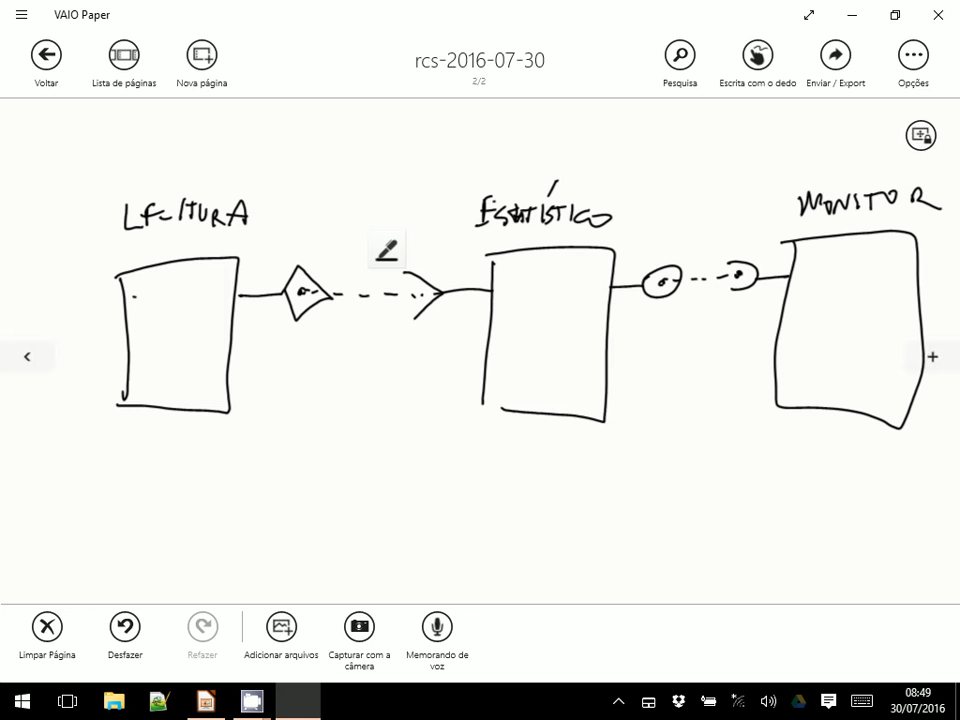 VAIO Paper
Voltar
Lista de páginas
Nova página
rcs-2016-07-30
2/2
Pesquisa
Escrita com o dedo
Enviar / Export
Opções
LEITURA
ESTATÍSTICO
MONITOR
Limpar Página
Desfazer
Refazer
Adicionar arquivos
Capturar com a
câmera
Memorando de
voz
08:49
30/07/2016